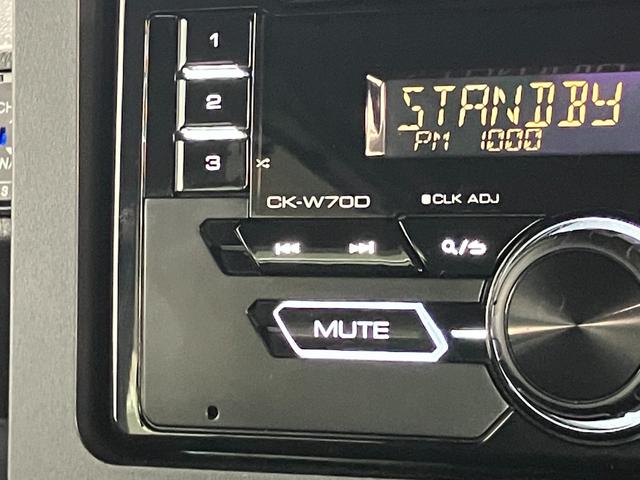 1
2
3
STANDBY
PM 1000
CK-W70D
CLK ADJ
MUTE